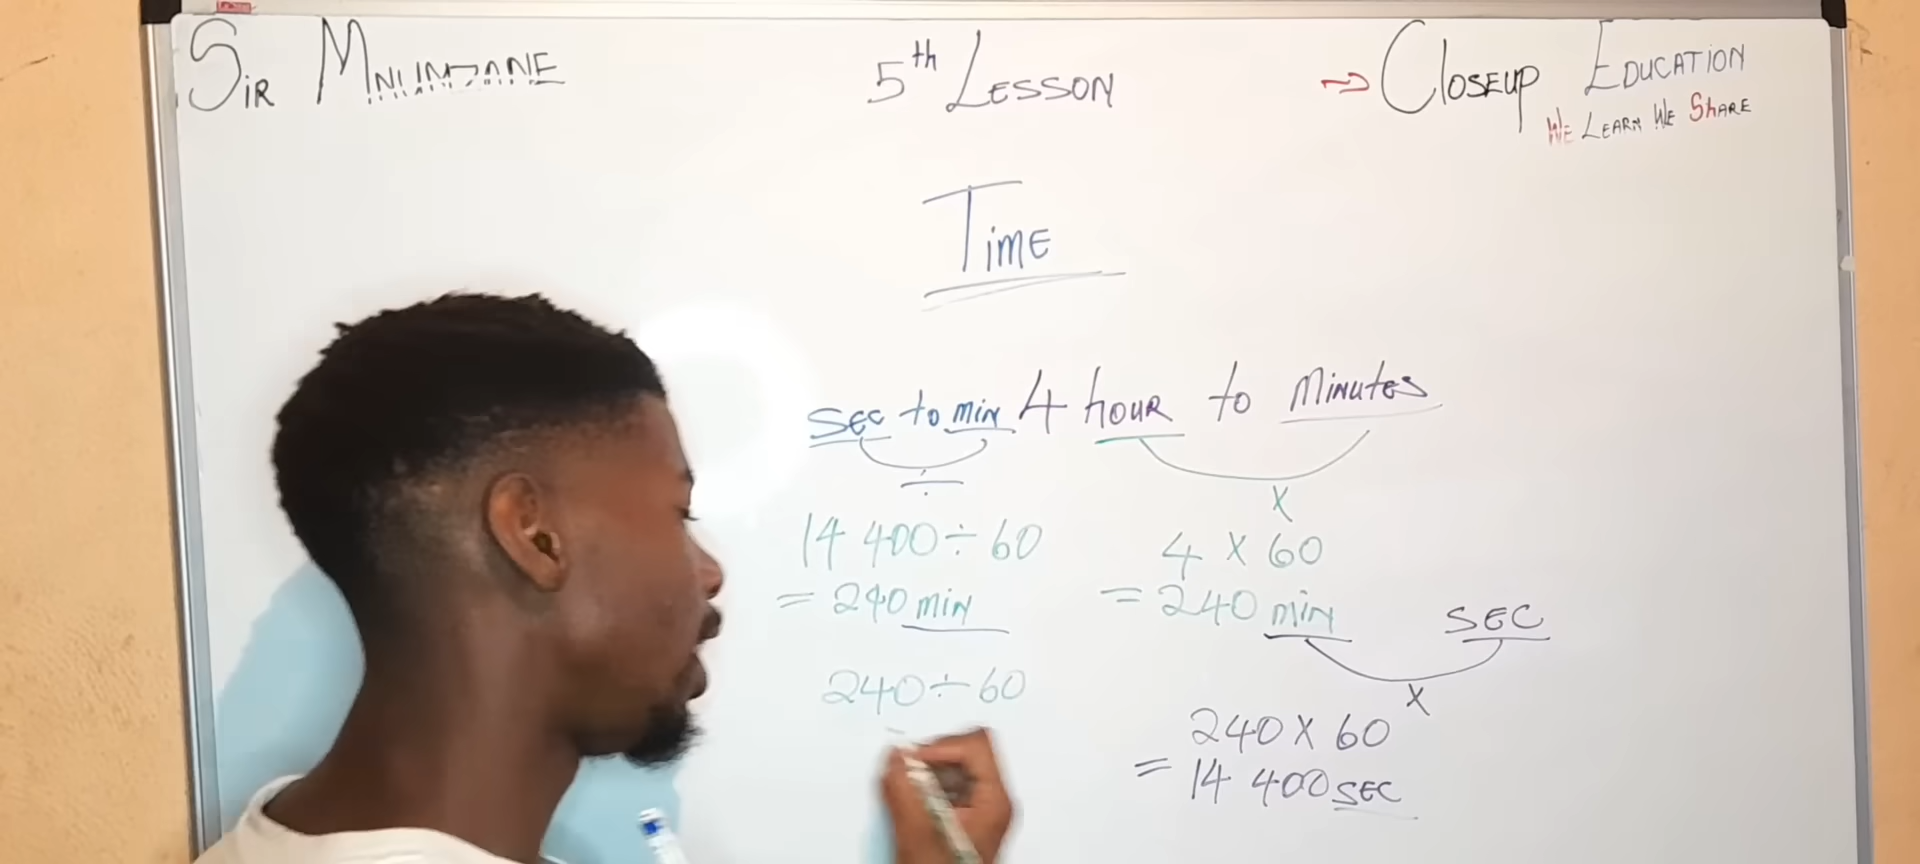 Sir Mnunzane
5th Lesson
→ Closeup Education
We Learn We Share
Time
sec to min
÷
14 400 ÷ 60
= 240 min
240 ÷ 60
4 hour to minutes
x
4 x 60
= 240 min
sec
x
240 x 60
= 14 400 sec